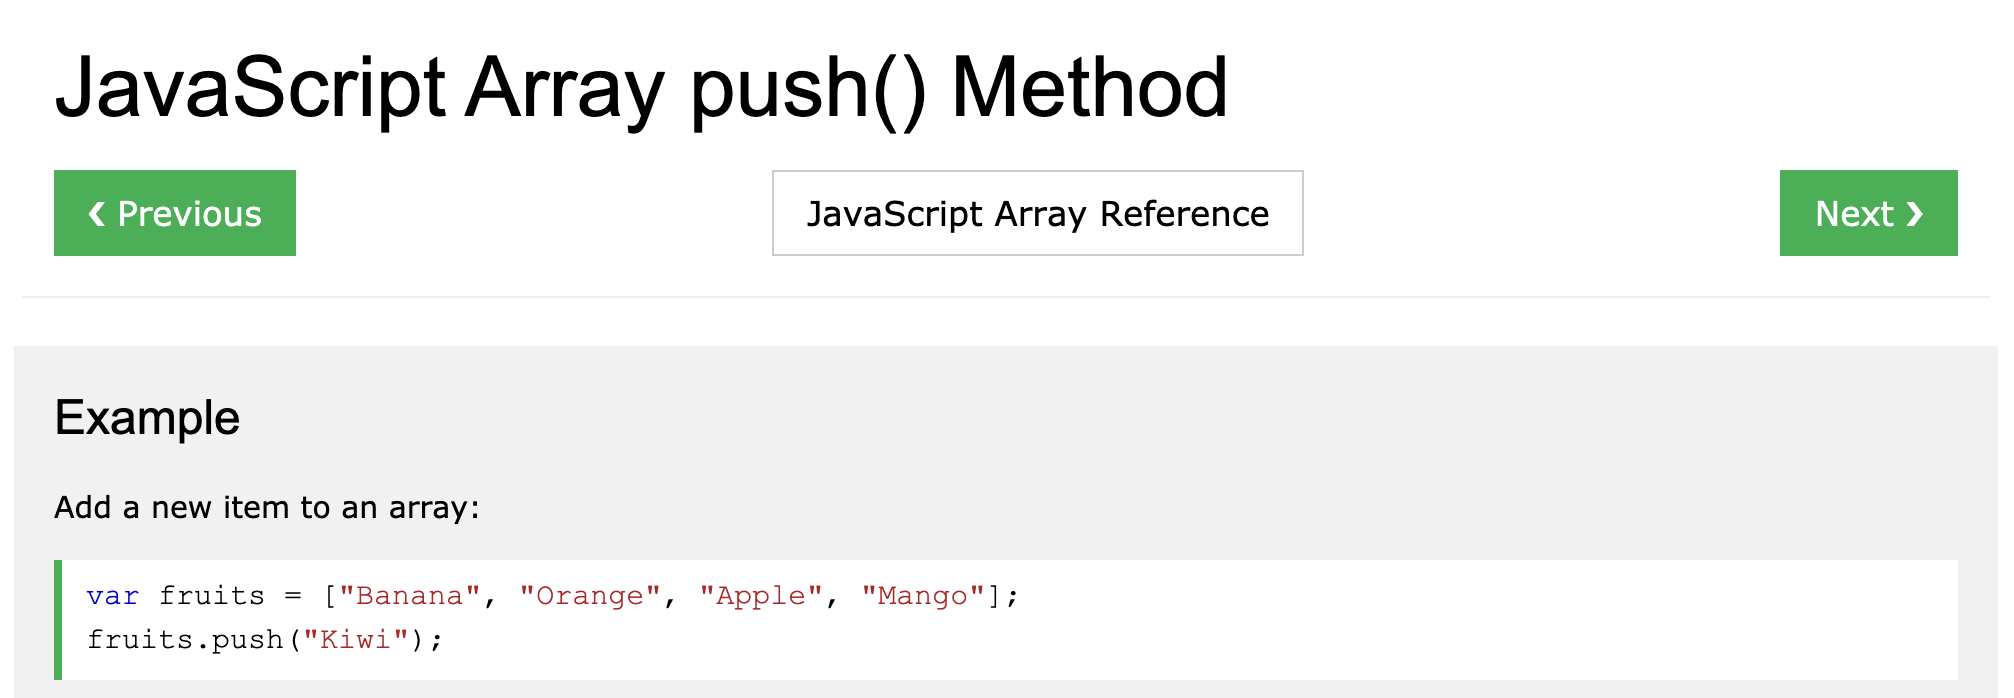 JavaScript Array push() Method
❮ Previous
JavaScript Array Reference
Next ❯
Example
Add a new item to an array:
var fruits = ["Banana", "Orange", "Apple", "Mango"];
fruits.push("Kiwi");